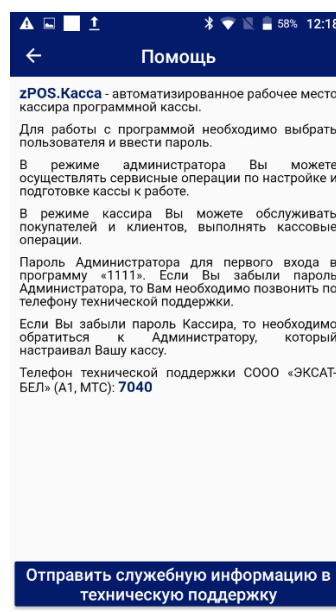 58% 12:18
Помощь
zPOS.Касса - автоматизированное рабочее место
кассира программной кассы.
Для работы с программой необходимо выбрать
пользователя и ввести пароль.
В режиме администратора Вы можете
осуществлять сервисные операции по настройке и
подготовке кассы к работе.
В режиме кассира Вы можете обслуживать
покупателей и клиентов, выполнять кассовые
операции.
Пароль Администратора для первого входа в
программу «1111». Если Вы забыли пароль
Администратора, то Вам необходимо позвонить по
телефону технической поддержки.
Если Вы забыли пароль Кассира, то необходимо
обратиться к Администратору, который
настраивал Вашу кассу.
Телефон технической поддержки СООО «ЭКСАТ-
БЕЛ» (А1, МТС): 7040
Отправить служебную информацию в
техническую поддержку